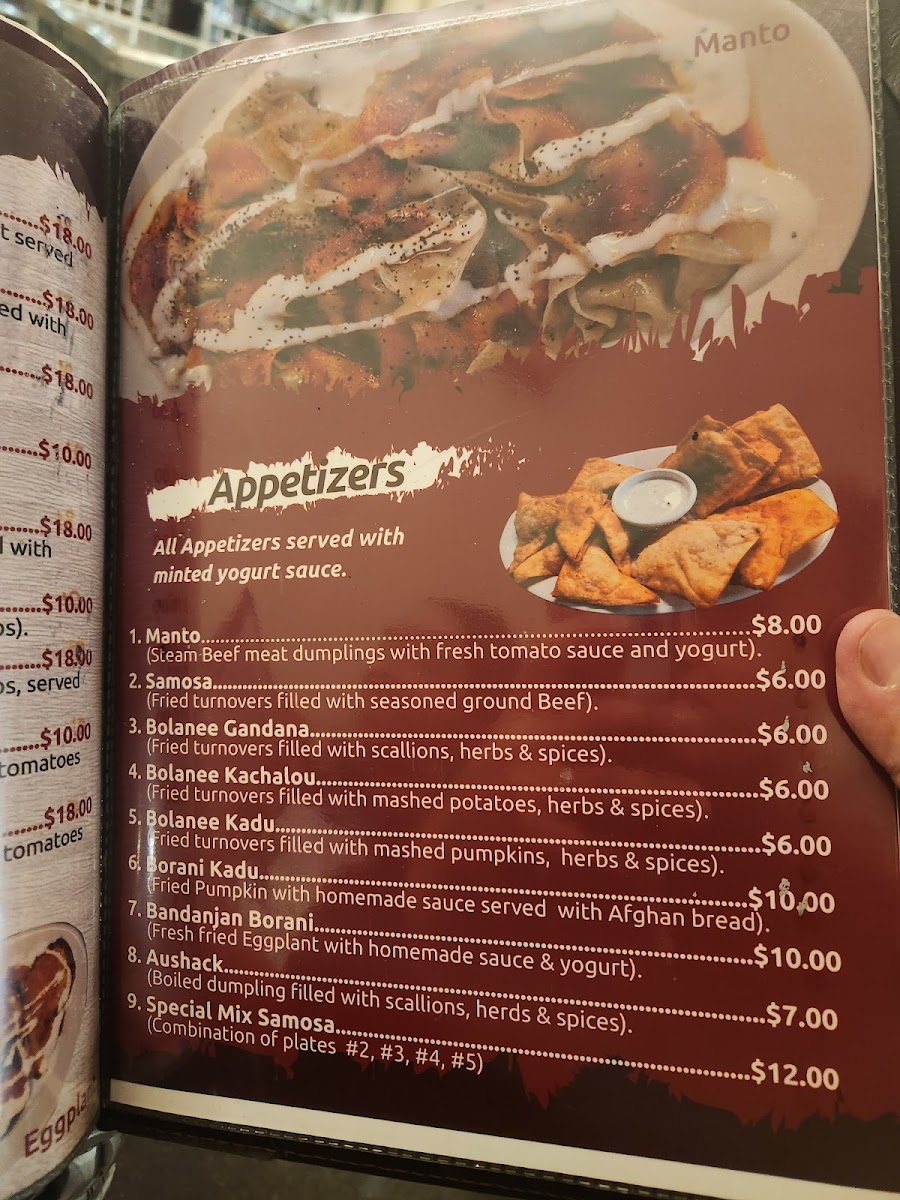 ...$18.00
t served
...$18.00
ed with
...$18.00
...$10.00
...$18.00
l with
...$10.00
os).
...$18.00
os, served
...$10.00
tomatoes
...$18.00
tomatoes
Manto
Appetizers
All Appetizers served with
minted yogurt sauce.
1. Manto...$8.00
(Steam Beef meat dumplings with fresh tomato sauce and yogurt).
2. Samosa...$6.00
(Fried turnovers filled with seasoned ground Beef).
3. Bolanee Gandana...$6.00
(Fried turnovers filled with scallions, herbs & spices).
4. Bolanee Kachalou...$6.00
(Fried turnovers filled with mashed potatoes, herbs & spices).
5. Bolanee Kadu...$6.00
(Fried turnovers filled with mashed pumpkins, herbs & spices).
6. Borani Kadu...$10.00
(Fried Pumpkin with homemade sauce served with Afghan bread).
7. Bandanjan Borani...$10.00
(Fresh fried Eggplant with homemade sauce & yogurt).
8. Aushack...$7.00
(Boiled dumpling filled with scallions, herds & spices).
9. Special Mix Samosa...$12.00
(Combination of plates #2, #3, #4, #5)
Eggpla